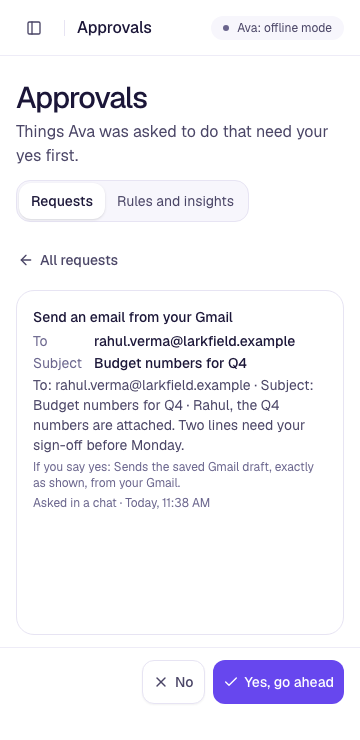 Approvals
Ava: offline mode
Approvals
Things Ava was asked to do that need your
yes first.
Requests
Rules and insights
All requests
Send an email from your Gmail
To rahul.verma@larkfield.example
Subject Budget numbers for Q4
To: rahul.verma@larkfield.example · Subject:
Budget numbers for Q4 · Rahul, the Q4
numbers are attached. Two lines need your
sign-off before Monday.
If you say yes: Sends the saved Gmail draft, exactly
as shown, from your Gmail.
Asked in a chat · Today, 11:38 AM
No
Yes, go ahead